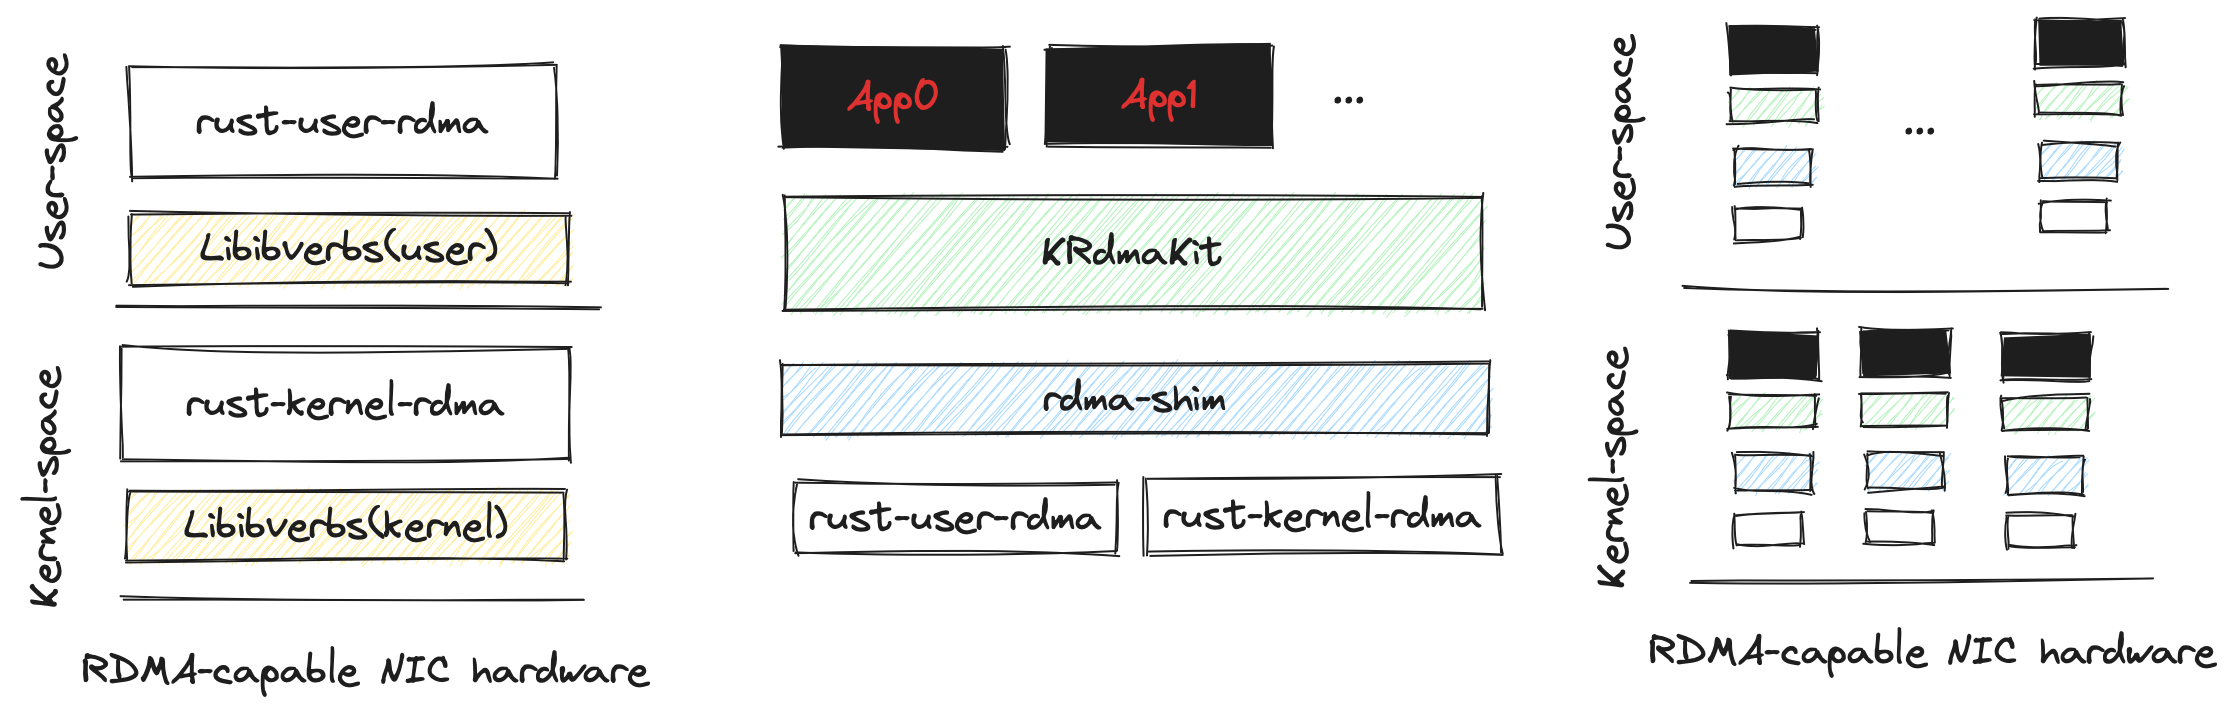 User-space
rust-user-rdma
Libibverbs(user)
Kernel-space
rust-kernel-rdma
Libibverbs(kernel)
RDMA-capable NIC hardware
App0
App1
...
KRdmaKit
rdma-shim
rust-user-rdma
rust-kernel-rdma
User-space
...
Kernel-space
RDMA-capable NIC hardware